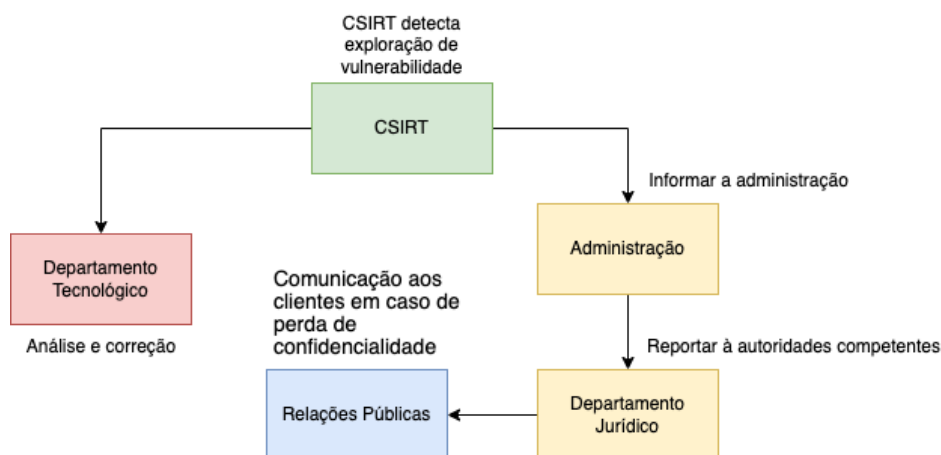 CSIRT detecta
exploração de
vulnerabilidade
CSIRT
Informar a administração
Departamento
Tecnológico
Administração
Comunicação aos
clientes em caso de
perda de
confidencialidade
Análise e correção
Reportar à autoridades competentes
Relações Públicas
Departamento
Jurídico